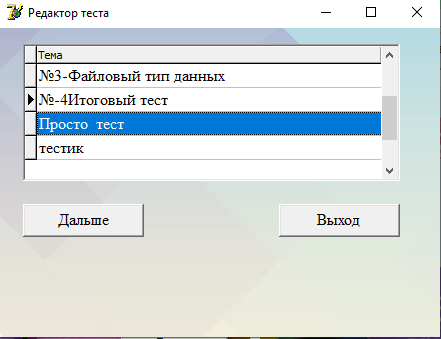 Редактор теста
Тема
№3-Файловый тип данных
№-4Итоговый тест
Просто тест
тестик
Дальше
Выход